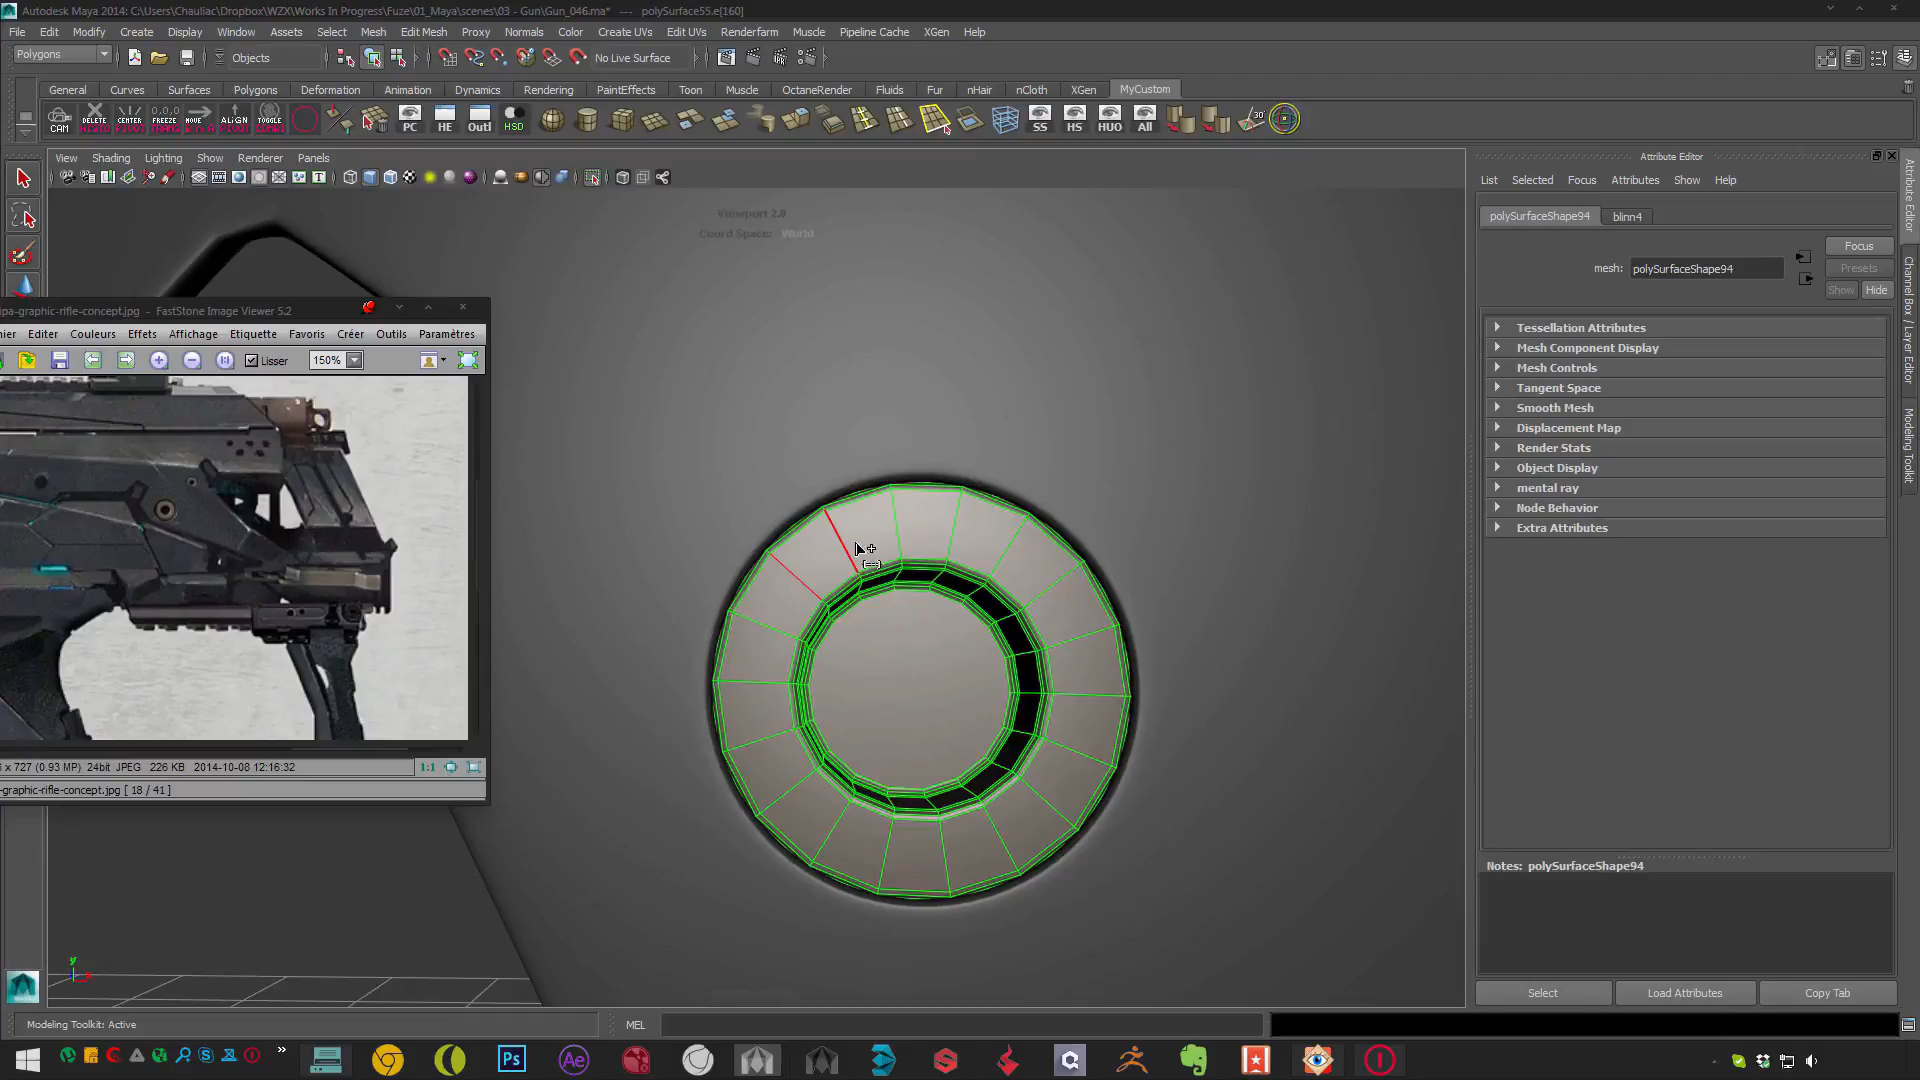 Autodesk Maya 2014: C:\Users\Chauliac\Dropbox\WZX\Works In Progress\Fuze\01_Maya\scenes\03 - Gun\Gun_046.ma* --- polySurface55.e[160]
File Edit Modify Create Display Window Assets Select Mesh Edit Mesh Proxy Normals Color Create UVs Edit UVs Renderfarm Muscle Pipeline Cache XGen Help
Polygons Objects No Live Surface
General Curves Surfaces Polygons Deformation Animation Dynamics Rendering PaintEffects Toon Muscle OctaneRender Fluids Fur nHair nCloth XGen MyCustom
CAM PC HE Outl HSD SS HS HUO All 30
View Shading Lighting Show Renderer Panels
Viewport 2.0
Coord Space: World
ipa-graphic-rifle-concept.jpg - FastStone Image Viewer 5.2
ier Editer Couleurs Effets Affichage Etiquette Favoris Créer Outils Paramètres
Lisser 150%
x 727 (0.93 MP) 24bit JPEG 226 KB 2014-10-08 12:16:32 1:1
-graphic-rifle-concept.jpg [ 18 / 41 ]
y
Attribute Editor
List Selected Focus Attributes Show Help
polySurfaceShape94 blinn4
Focus
mesh: polySurfaceShape94
Presets
Show Hide
Tessellation Attributes
Mesh Component Display
Mesh Controls
Tangent Space
Smooth Mesh
Displacement Map
Render Stats
Object Display
mental ray
Node Behavior
Extra Attributes
Notes: polySurfaceShape94
Select Load Attributes Copy Tab
Attribute Editor
Channel Box / Layer Editor
Modeling Toolkit
Modeling Toolkit: Active
MEL
Ps Ae